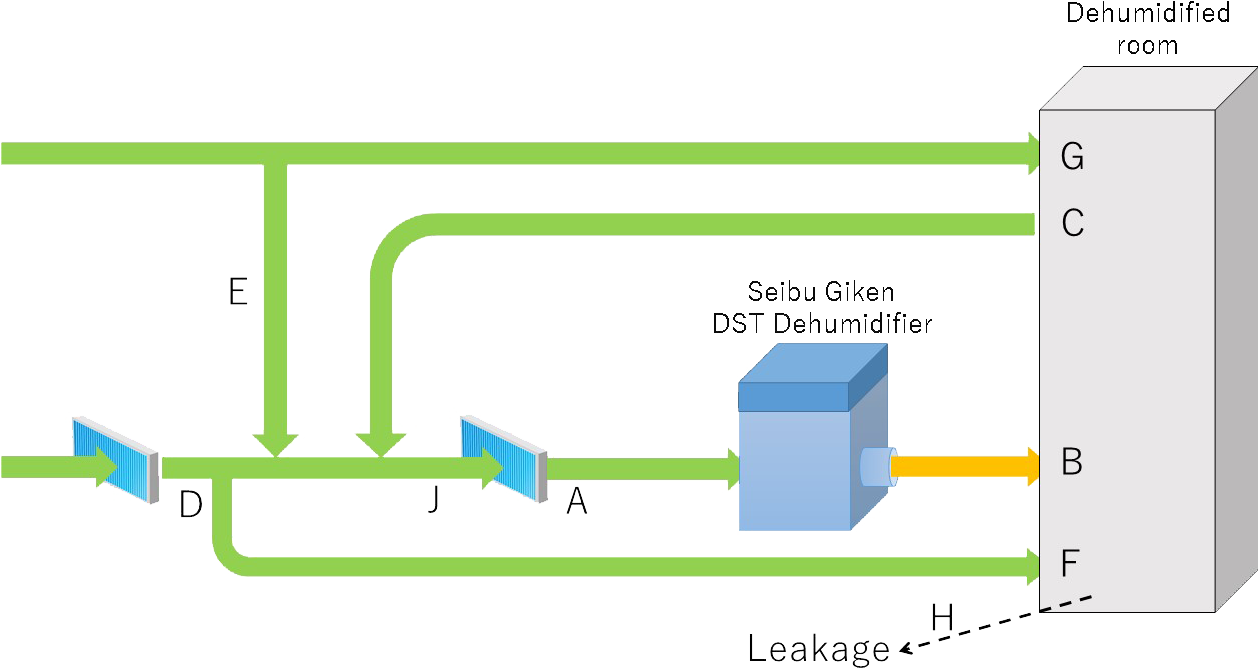 Dehumidified
room
G
C
E
Seibu Giken
DST Dehumidifier
B
D
J
A
F
H
Leakage